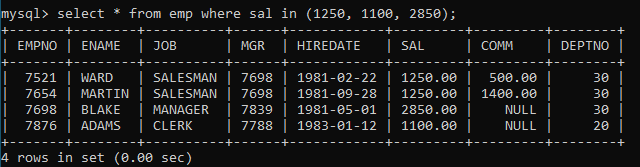 mysql> select * from emp where sal in (1250, 1100, 2850);
+-------+--------+----------+------+------------+---------+---------+--------+
| EMPNO | ENAME  | JOB      | MGR  | HIREDATE   | SAL     | COMM    | DEPTNO |
+-------+--------+----------+------+------------+---------+---------+--------+
|  7521 | WARD   | SALESMAN | 7698 | 1981-02-22 | 1250.00 |  500.00 |     30 |
|  7654 | MARTIN | SALESMAN | 7698 | 1981-09-28 | 1250.00 | 1400.00 |     30 |
|  7698 | BLAKE  | MANAGER  | 7839 | 1981-05-01 | 2850.00 |    NULL |     30 |
|  7876 | ADAMS  | CLERK    | 7788 | 1983-01-12 | 1100.00 |    NULL |     20 |
+-------+--------+----------+------+------------+---------+---------+--------+
4 rows in set (0.00 sec)